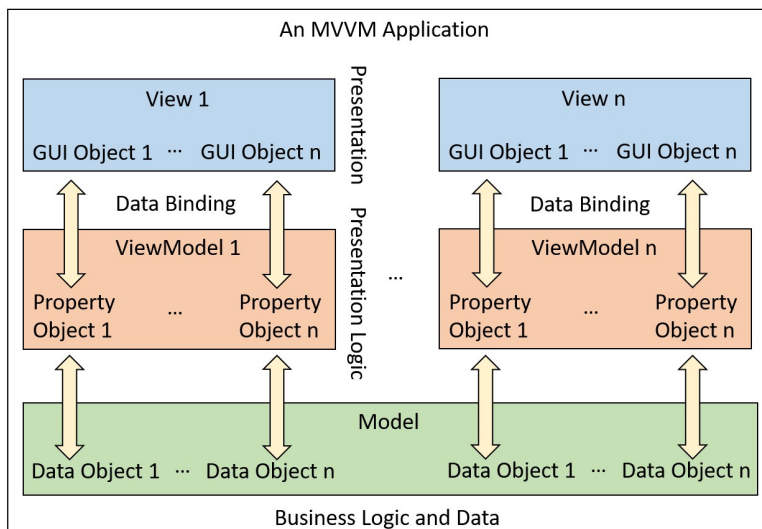 An MVVM Application
View 1
GUI Object 1 ... GUI Object n
Presentation
View n
GUI Object 1 ... GUI Object n
Data Binding
Data Binding
ViewModel 1
Property
Object 1
...
Property
Object n
Presentation Logic
...
ViewModel n
Property
Object 1
...
Property
Object n
Model
Data Object 1 ... Data Object n
Data Object 1 ... Data Object n
Business Logic and Data